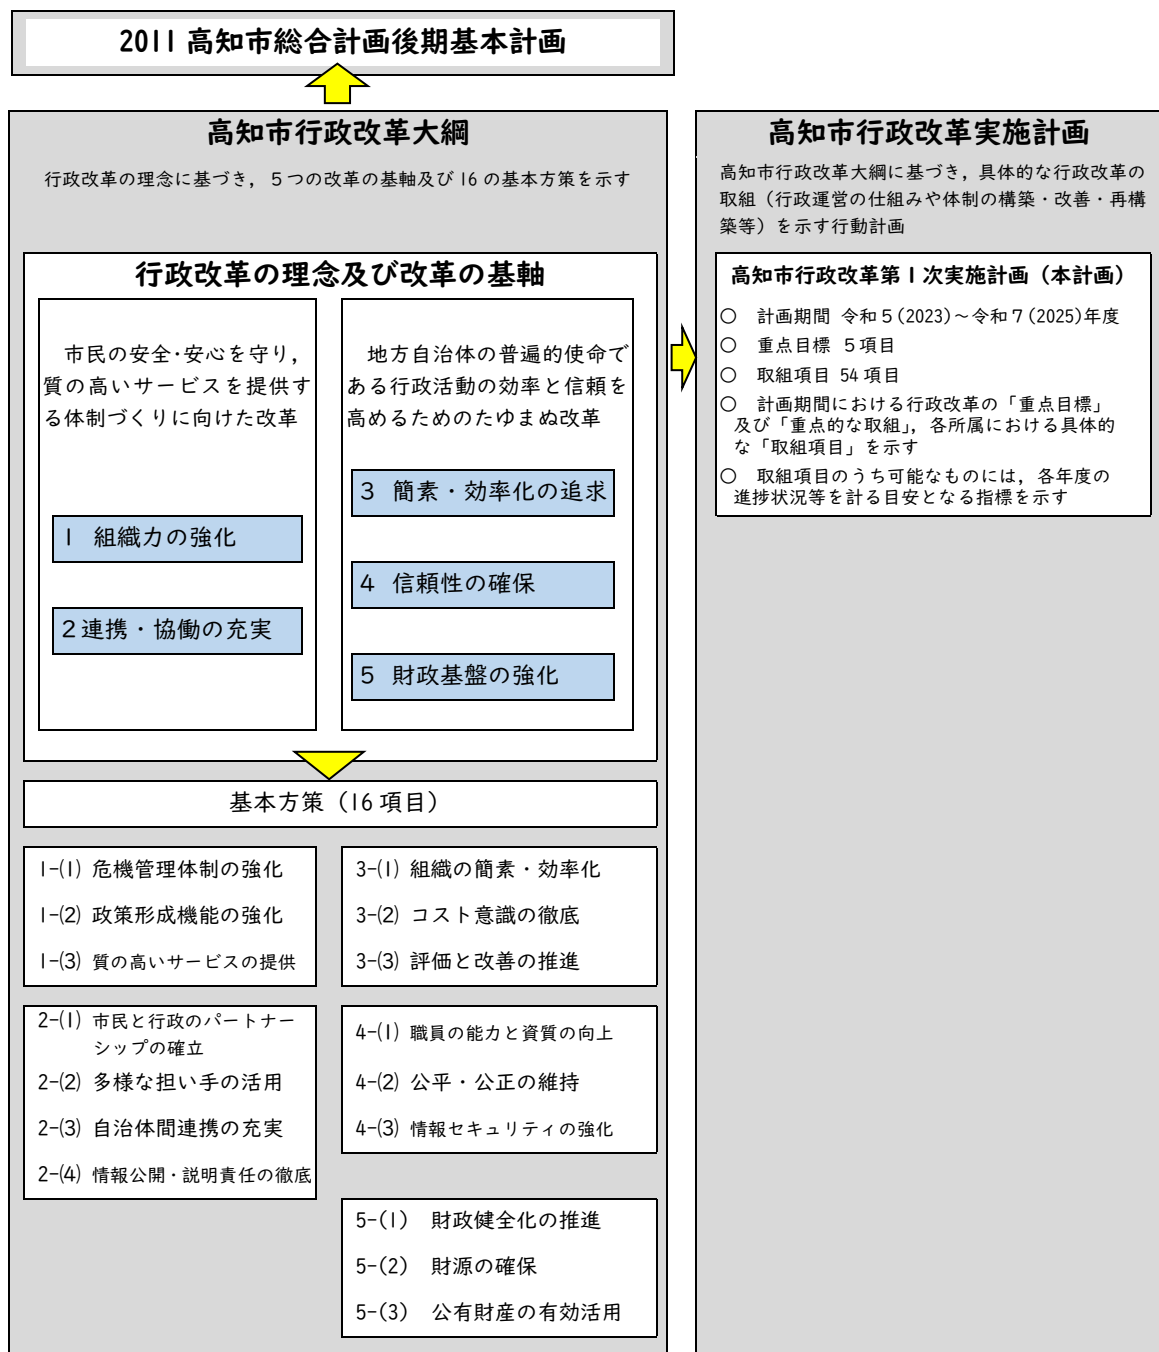 2011 高知市総合計画後期基本計画
高知市行政改革大綱
行政改革の理念に基づき，５つの改革の基軸及び 16 の基本方策を示す
行政改革の理念及び改革の基軸
市民の安全･安心を守り，
質の高いサービスを提供す
る体制づくりに向けた改革
1 組織力の強化
２連携・協働の充実
地方自治体の普遍的使命で
ある行政活動の効率と信頼を
高めるためのたゆまぬ改革
3 簡素・効率化の追求
4 信頼性の確保
5 財政基盤の強化
基本方策（16 項目）
1-⑴ 危機管理体制の強化
1-⑵ 政策形成機能の強化
1-⑶ 質の高いサービスの提供
2-⑴ 市民と行政のパートナー
シップの確立
2-⑵ 多様な担い手の活用
2-⑶ 自治体間連携の充実
2-⑷ 情報公開・説明責任の徹底
3-⑴ 組織の簡素・効率化
3-⑵ コスト意識の徹底
3-⑶ 評価と改善の推進
4-⑴ 職員の能力と資質の向上
4-⑵ 公平・公正の維持
4-⑶ 情報セキュリティの強化
5-(1) 財政健全化の推進
5-(2) 財源の確保
5-(3) 公有財産の有効活用
高知市行政改革実施計画
高知市行政改革大綱に基づき，具体的な行政改革の
取組（行政運営の仕組みや体制の構築・改善・再構
築等）を示す行動計画
高知市行政改革第１次実施計画（本計画）
○ 計画期間 令和５(2023)～令和７(2025)年度
○ 重点目標 ５項目
○ 取組項目 54 項目
○ 計画期間における行政改革の「重点目標」
及び「重点的な取組」，各所属における具体的
な「取組項目」を示す
○ 取組項目のうち可能なものには，各年度の
進捗状況等を計る目安となる指標を示す